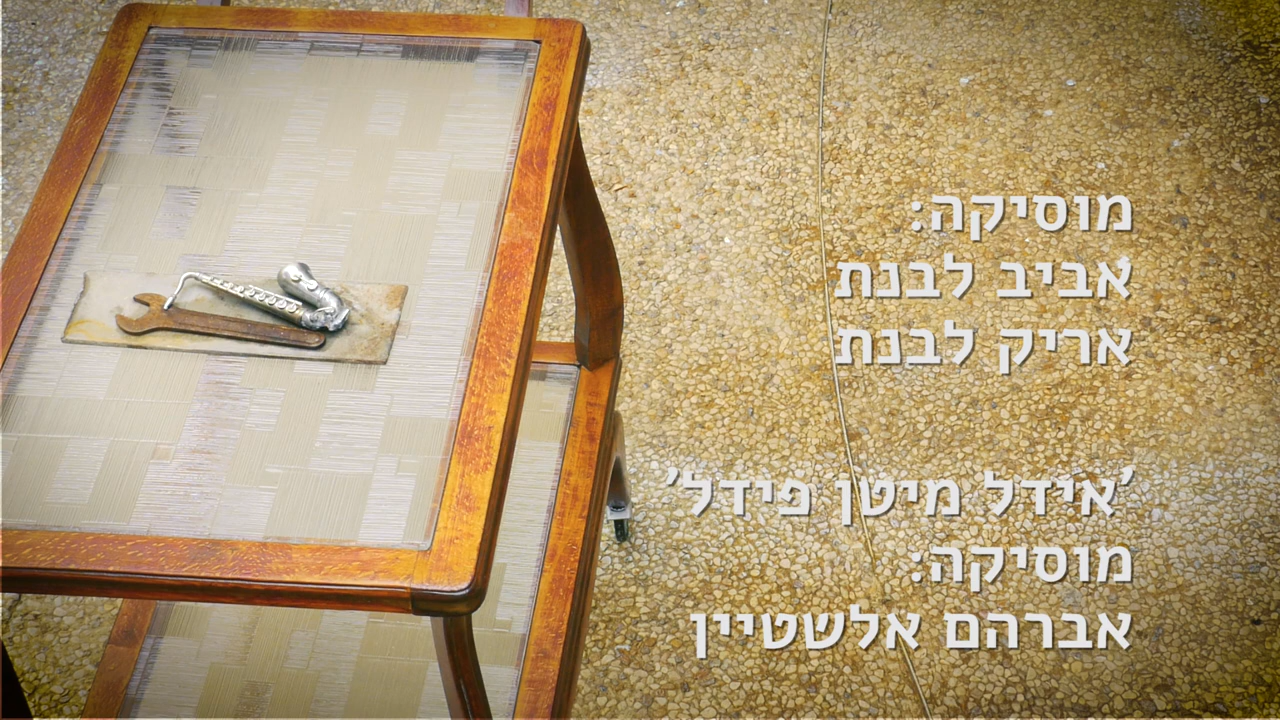 מוסיקה:
אביב לבנת
אריק לבנת
'אידל מיטן פידל'
מוסיקה:
אברהם אלשטיין